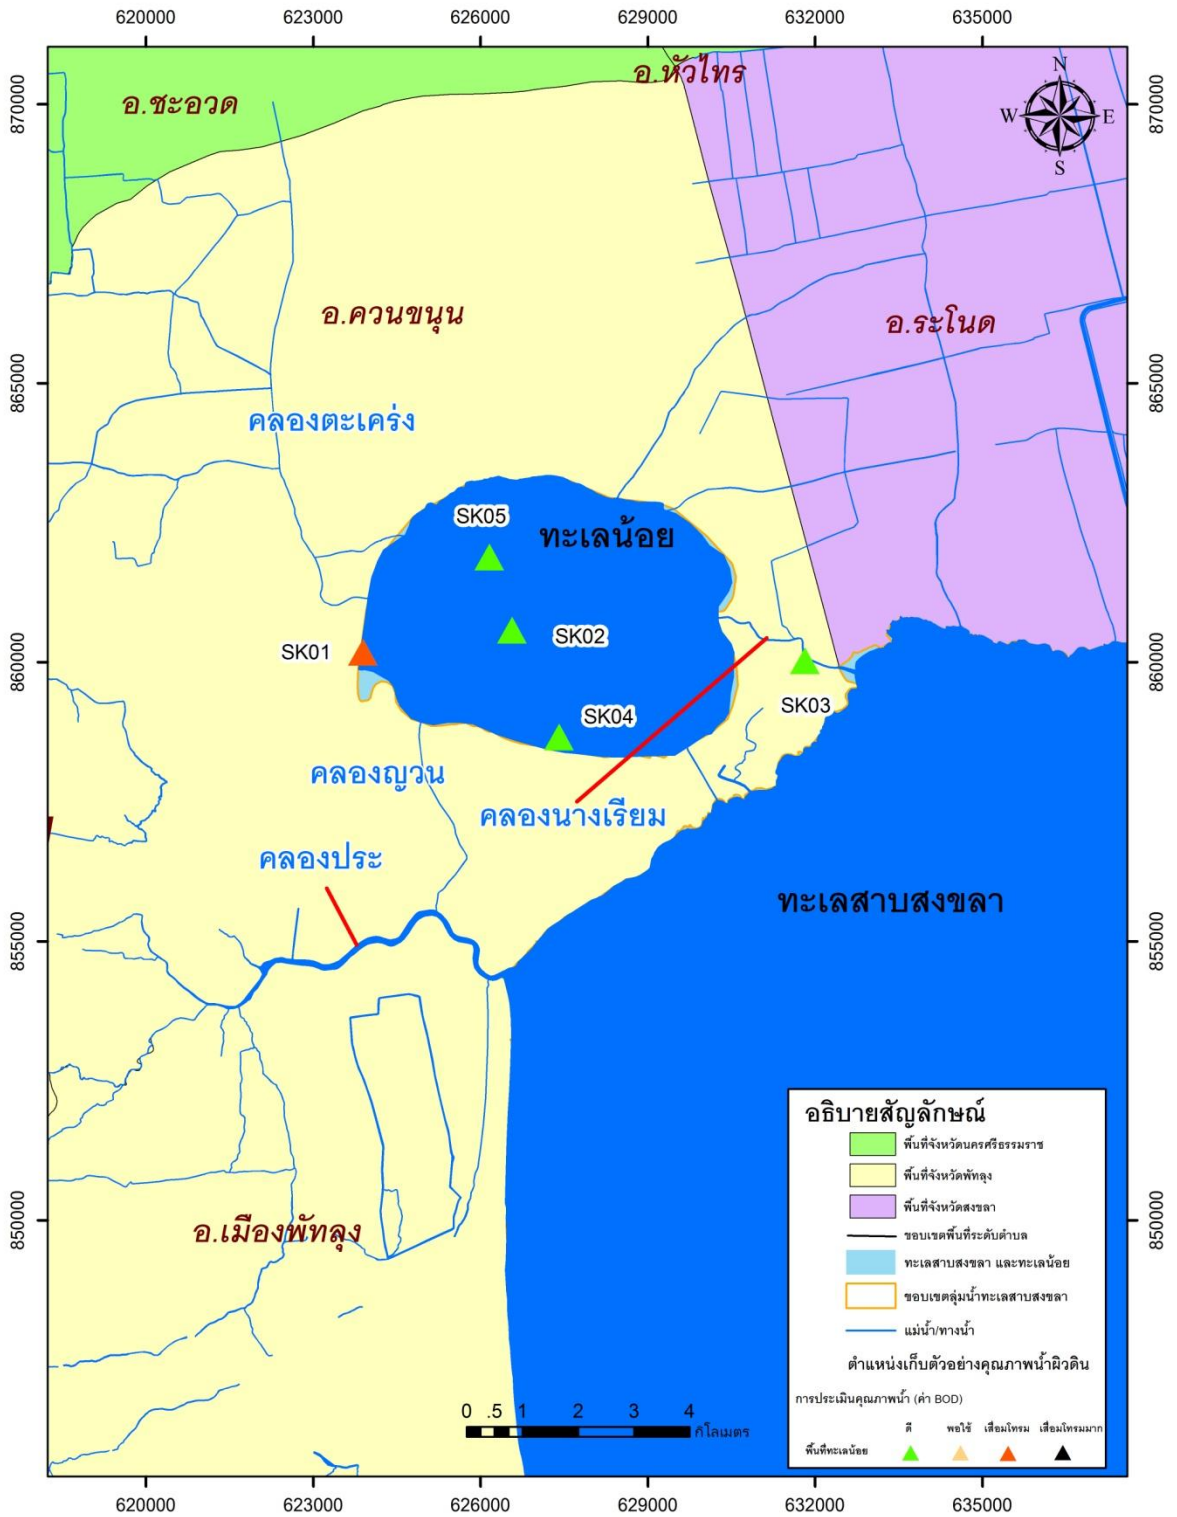 620000 623000 626000 629000 632000 635000
870000
870000
อ.หัวไทร
อ.ชะอวด
N
W E
S
อ.ควนขนุน
อ.ระโนด
865000
865000
คลองตะเคร่ง
SK05
ทะเลน้อย
SK02
SK01
860000
860000
SK03
SK04
คลองญวน
คลองนางเรียม
คลองประ
ทะเลสาบสงขลา
855000
855000
อ.เมืองพัทลุง
850000
850000
อธิบายสัญลักษณ์
พื้นที่จังหวัดนครศรีธรรมราช
พื้นที่จังหวัดพัทลุง
พื้นที่จังหวัดสงขลา
ขอบเขตพื้นที่ระดับตำบล
ทะเลสาบสงขลา และทะเลน้อย
ขอบเขตลุ่มน้ำทะเลสาบสงขลา
แม่น้ำ/ทางน้ำ
ตำแหน่งเก็บตัวอย่างคุณภาพน้ำผิวดิน
การประเมินคุณภาพน้ำ (ค่า BOD)
ดี พอใช้ เสื่อมโทรม เสื่อมโทรมมาก
พื้นที่ทะเลน้อย
0 .5 1 2 3 4
กิโลเมตร
620000 623000 626000 629000 632000 635000